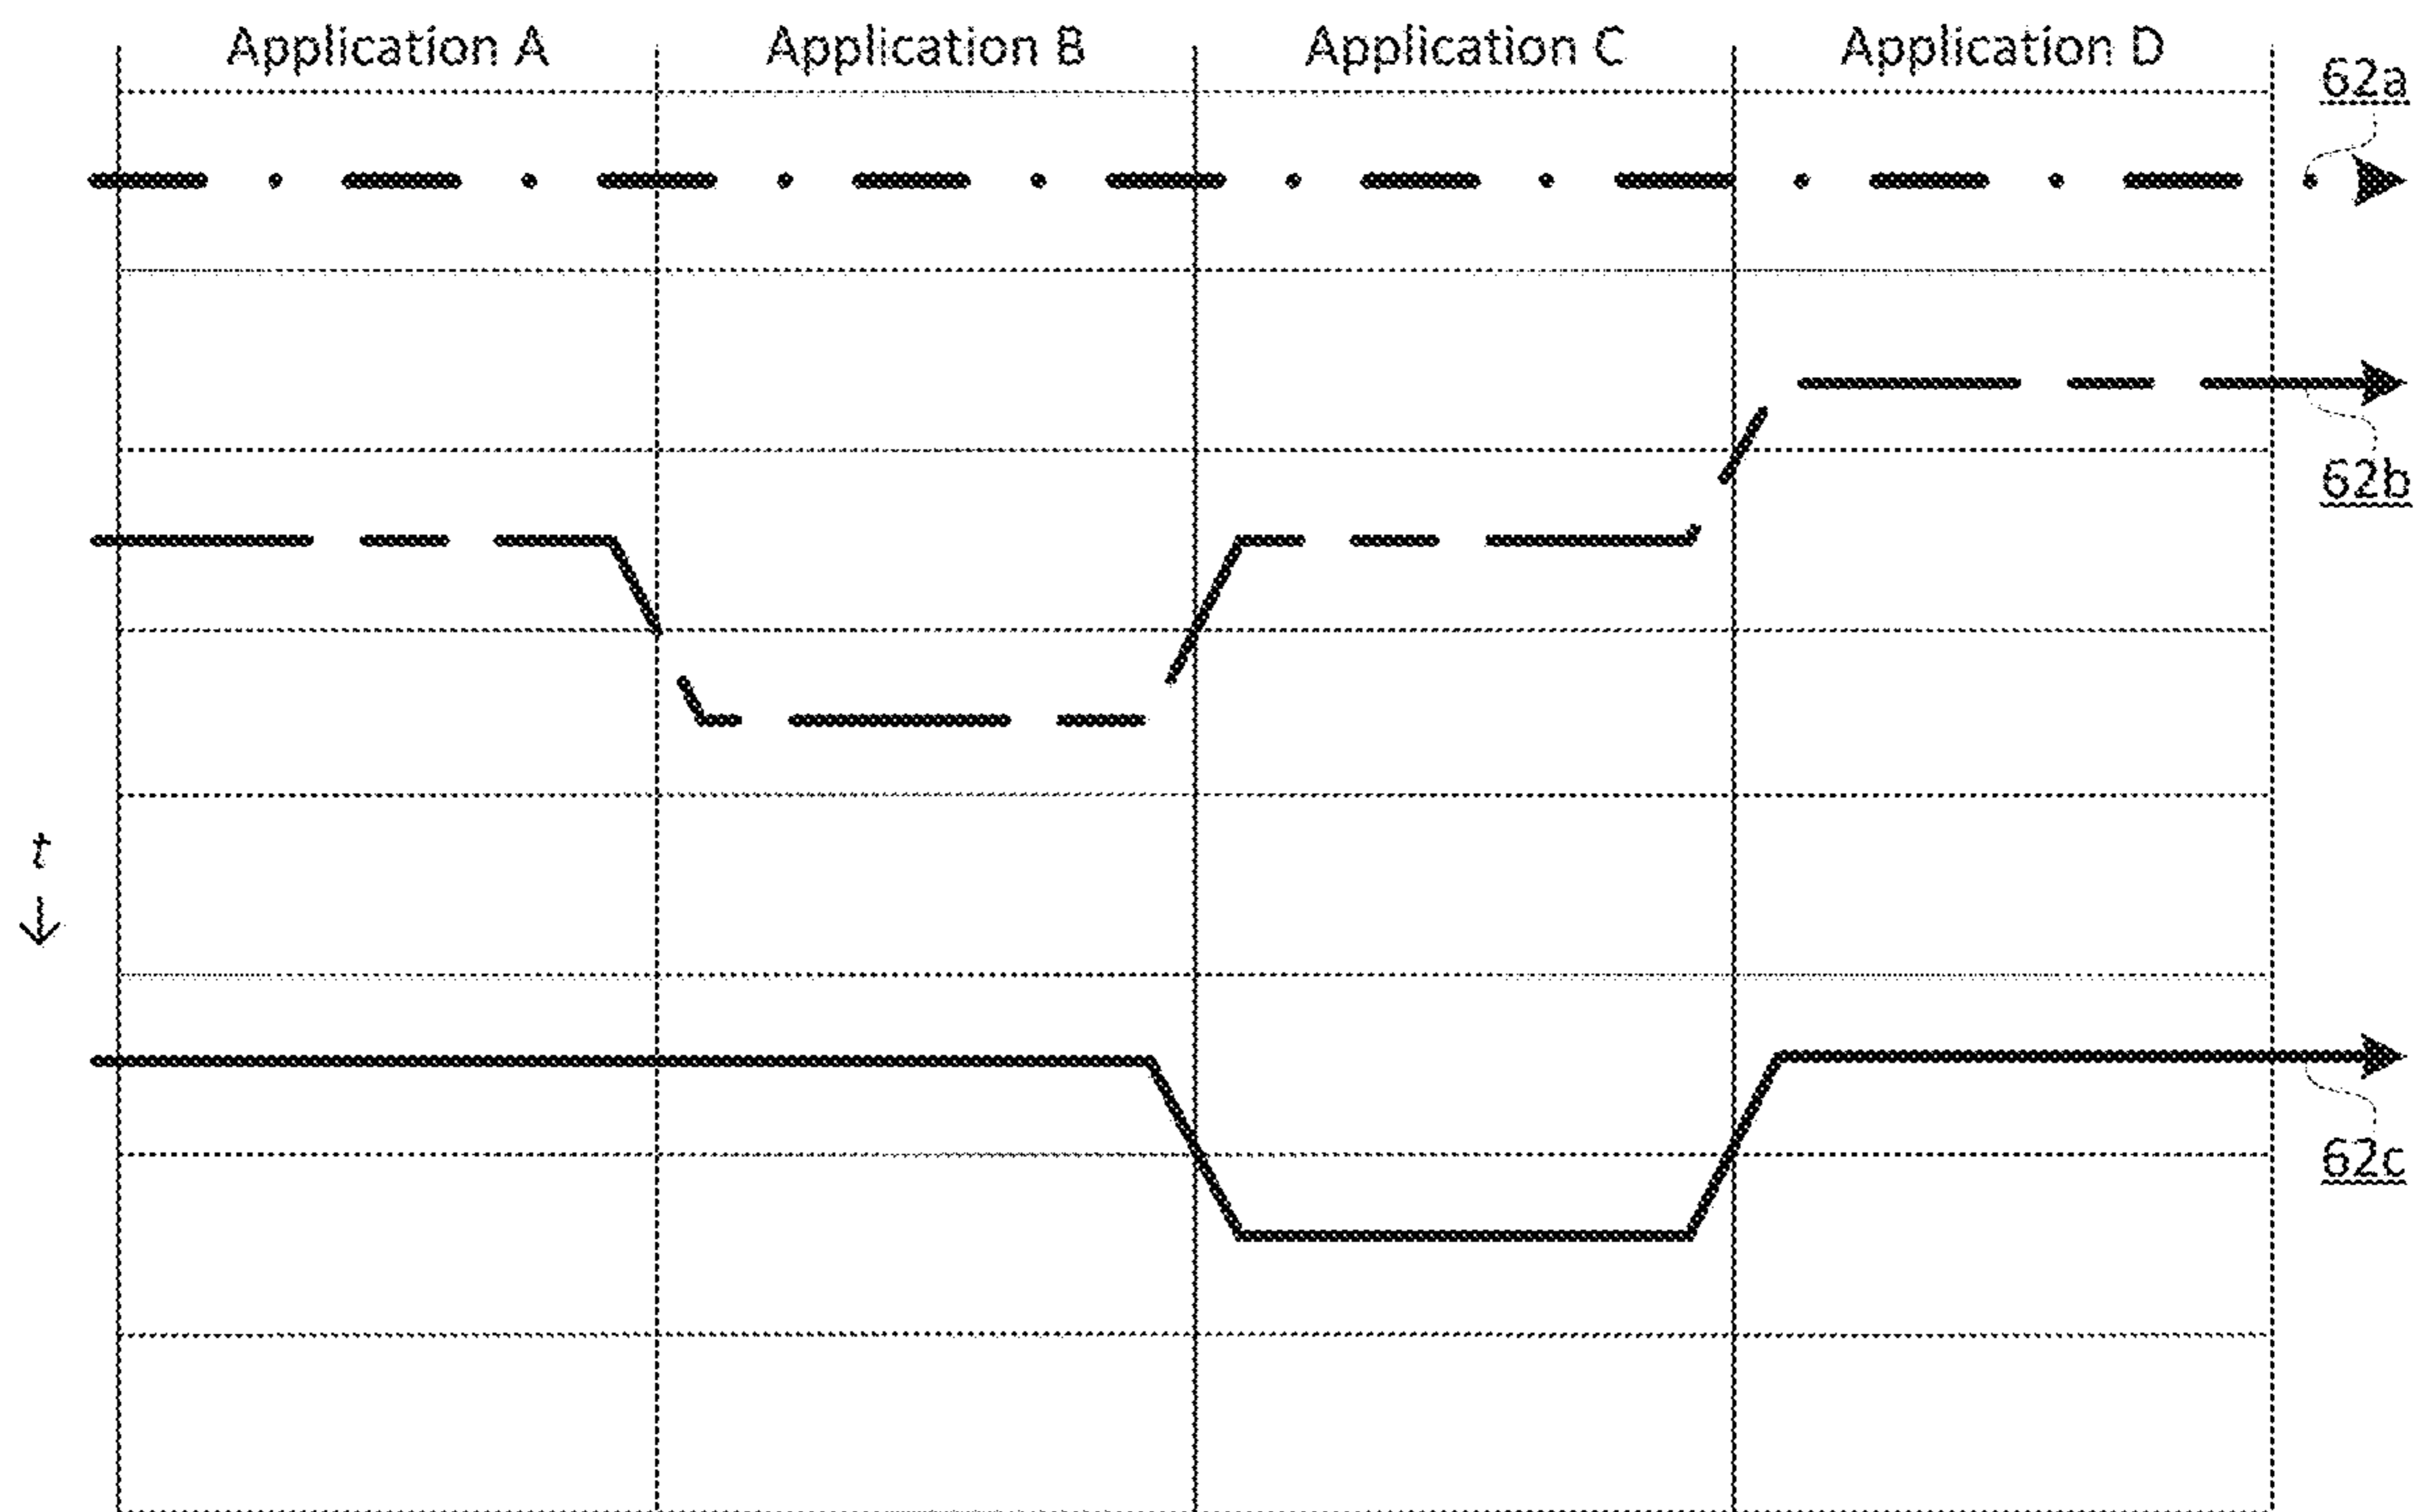 Application A Application B Application C Application D
62a
62b
t
62c